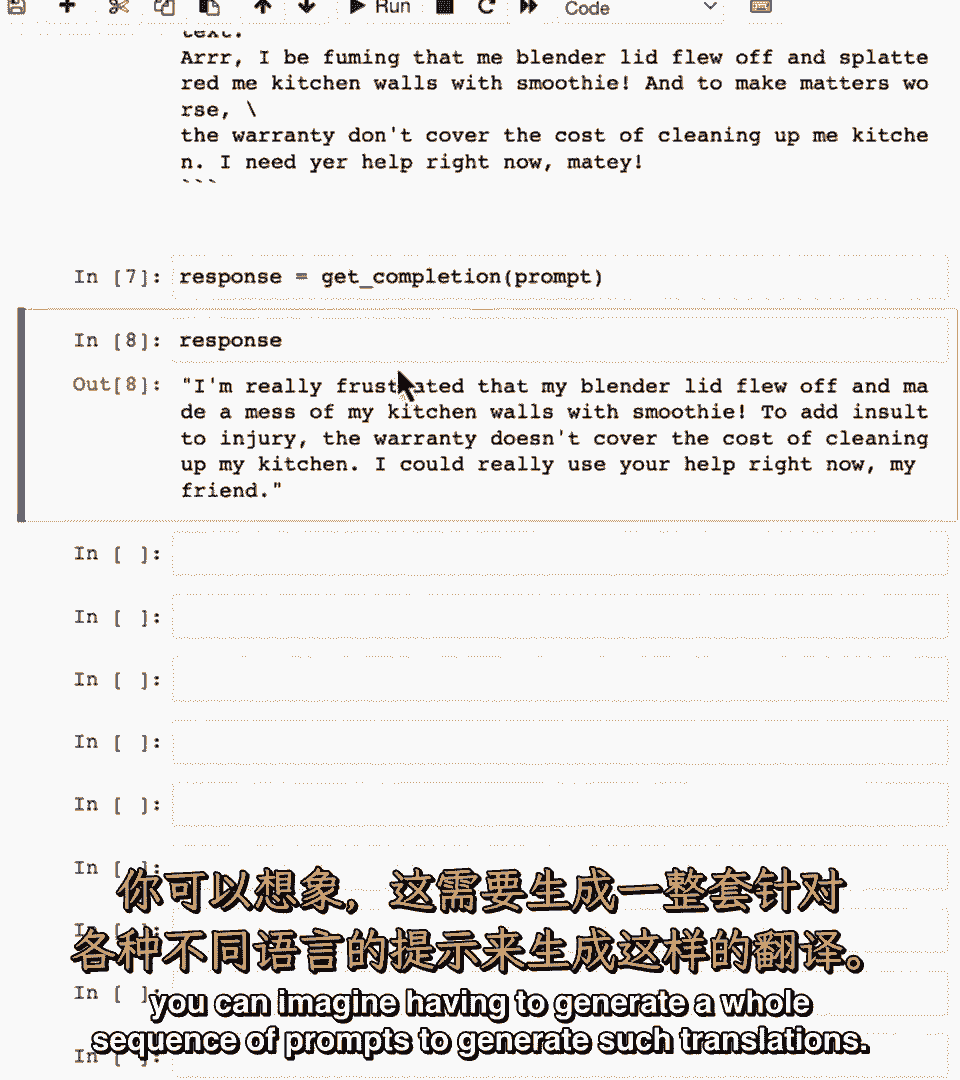 Run Code
text.
Arrr, I be fuming that me blender lid flew off and splatte
red me kitchen walls with smoothie! And to make matters wo
rse, \
the warranty don't cover the cost of cleaning up me kitche
n. I need yer help right now, matey!
```
In [7]: response = get_completion(prompt)
In [8]: response
Out[8]: "I'm really frustrated that my blender lid flew off and ma
de a mess of my kitchen walls with smoothie! To add insult
to injury, the warranty doesn't cover the cost of cleaning
up my kitchen. I could really use your help right now, my
friend."
In [ ]:
In [ ]:
In [ ]:
In [ ]:
In [ ]:
In [ ]:
你可以想象，这需要生成一整套针对
In [ ]:
各种不同语言的提示来生成这样的翻译。
In [ ]:
you can imagine having to generate a whole
sequence of prompts to generate such translations.
In [ ]: